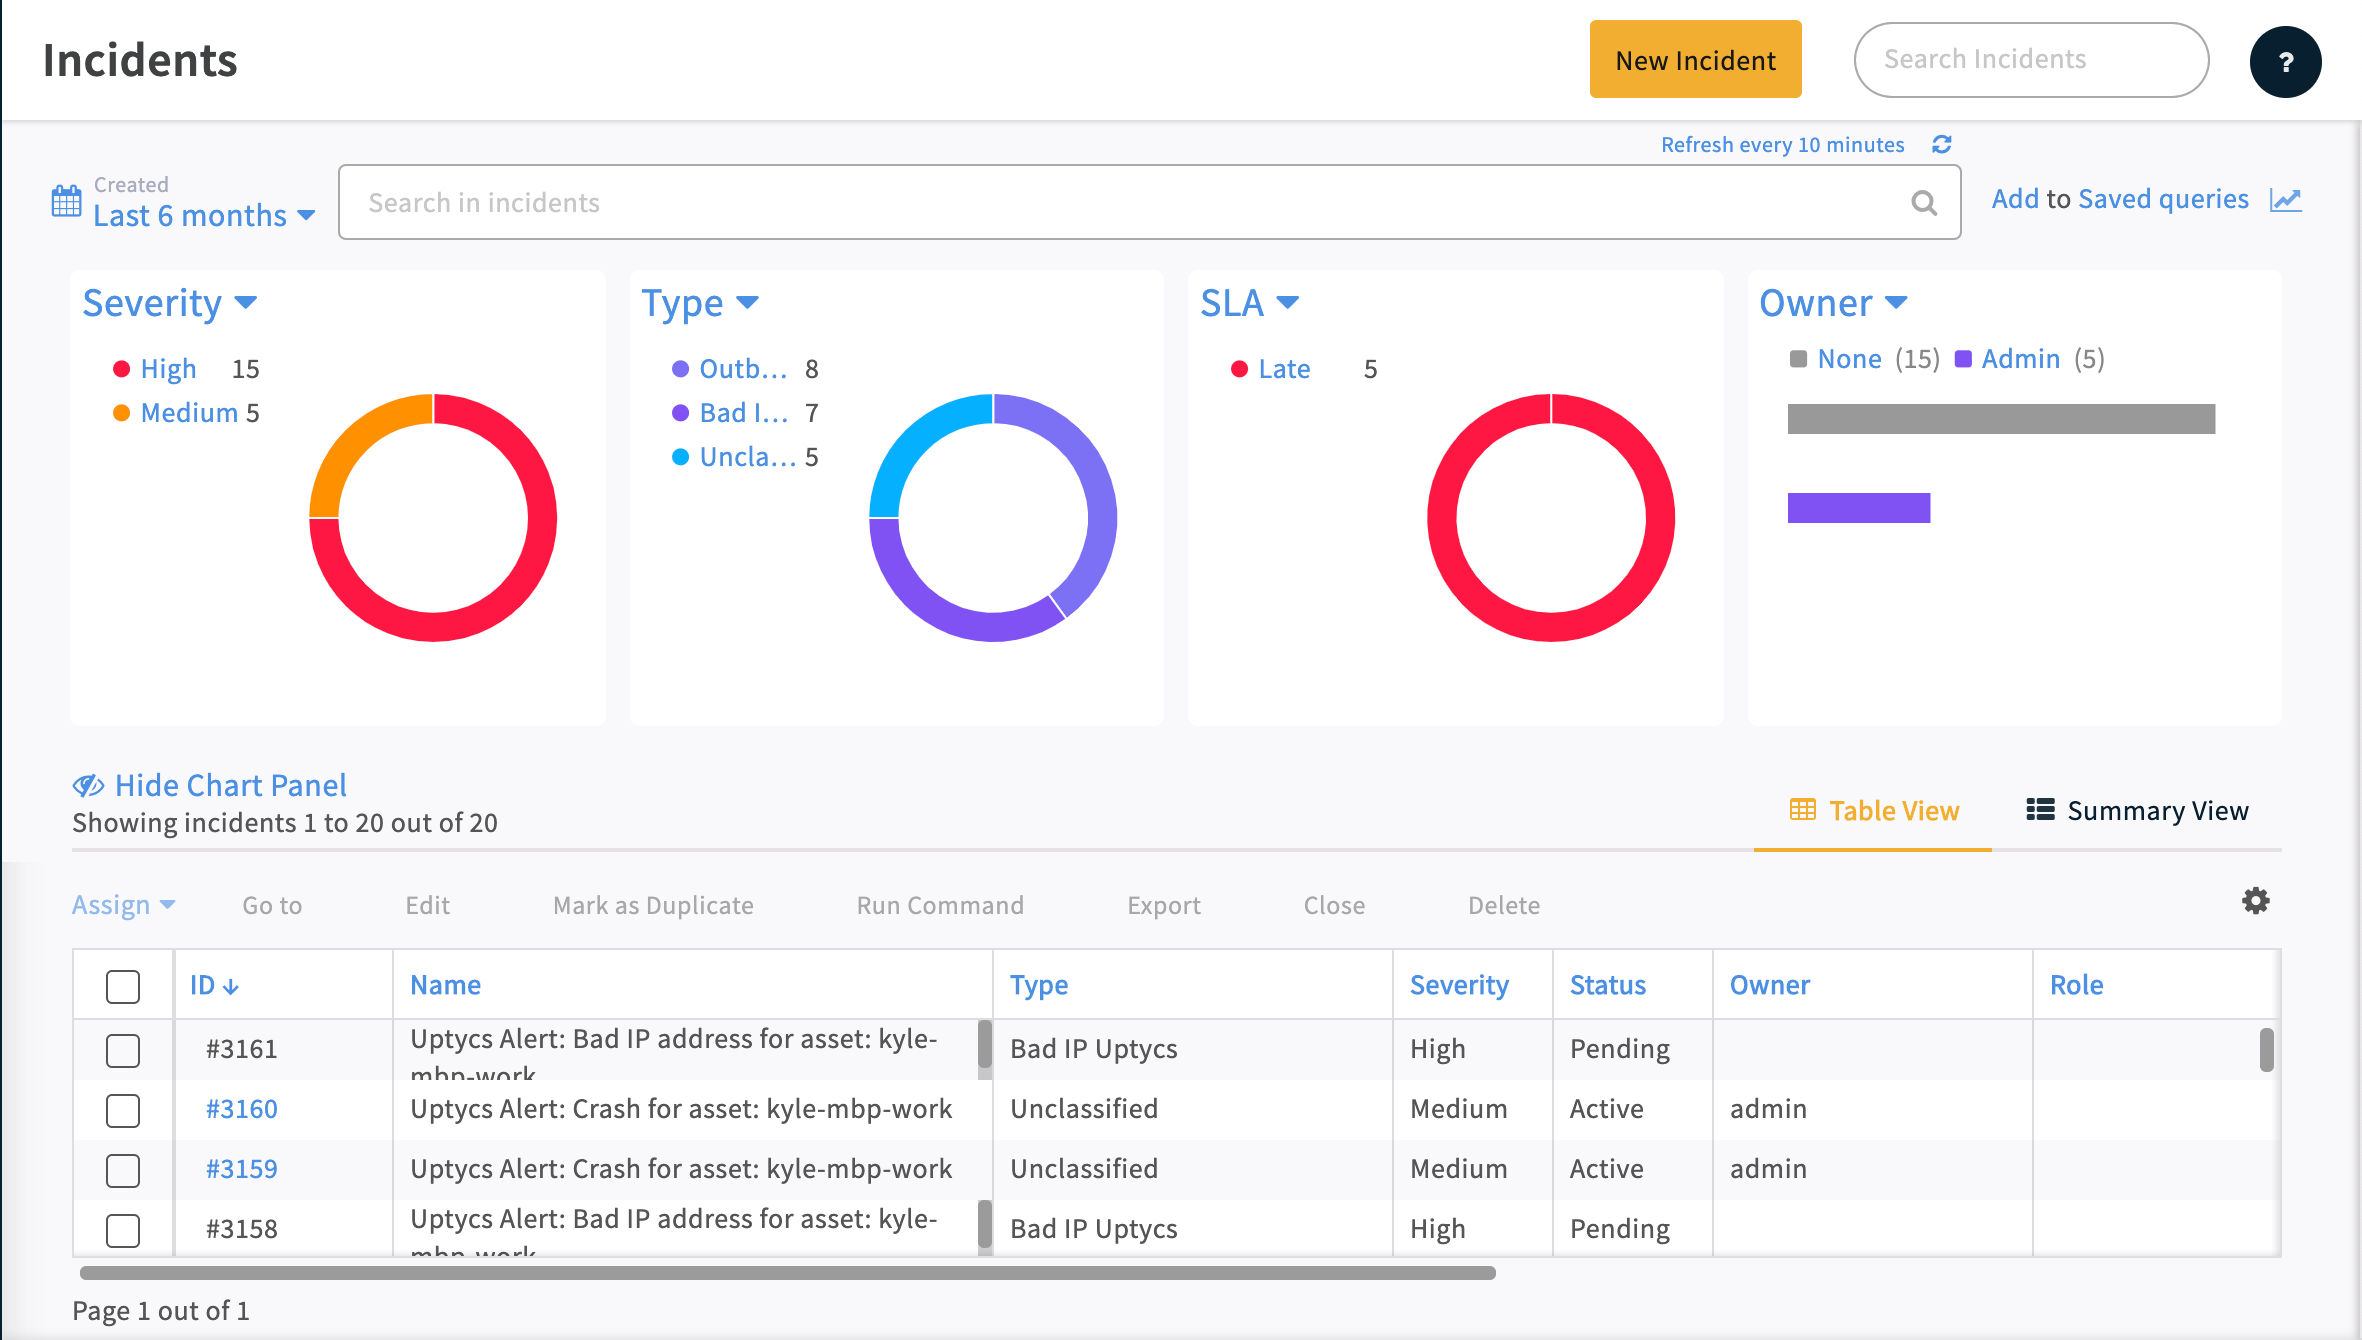 Incidents
New Incident
Search Incidents
?
Refresh every 10 minutes
Created
Last 6 months
Search in incidents
Add to Saved queries
Severity
High 15
Medium 5
Type
Outb... 8
Bad I... 7
Uncla... 5
SLA
Late 5
Owner
None (15) Admin (5)
Hide Chart Panel
Showing incidents 1 to 20 out of 20
Table View
Summary View
Assign Go to Edit Mark as Duplicate Run Command Export Close Delete
ID Name Type Severity Status Owner Role
#3161 Uptycs Alert: Bad IP address for asset: kyle- Bad IP Uptycs High Pending
mbp-work
#3160 Uptycs Alert: Crash for asset: kyle-mbp-work Unclassified Medium Active admin
#3159 Uptycs Alert: Crash for asset: kyle-mbp-work Unclassified Medium Active admin
#3158 Uptycs Alert: Bad IP address for asset: kyle- Bad IP Uptycs High Pending
mbp-work
Page 1 out of 1